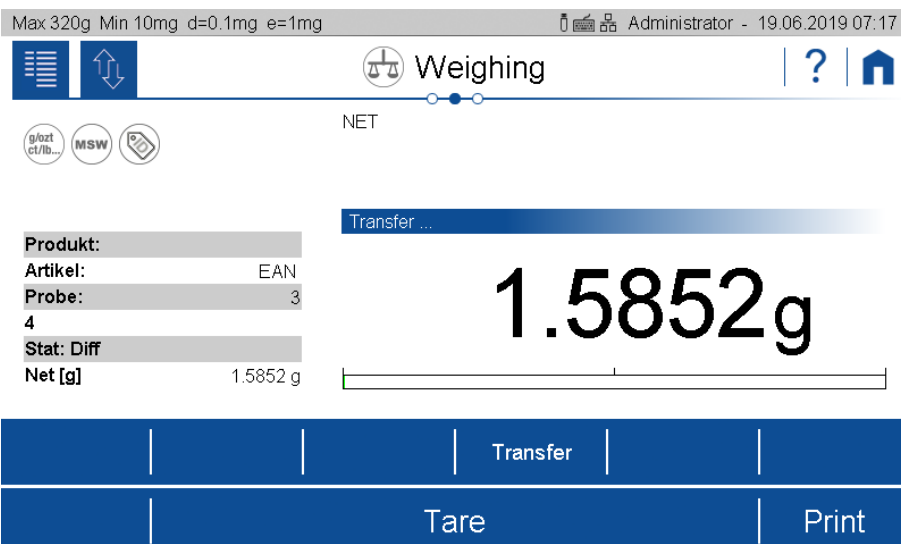 Max 320g Min 10mg d=0.1mg e=1mg Administrator - 19.06.2019 07:17
Weighing ?
g/ozt
ct/lb...
MSW
NET
Transfer ...
Produkt:
Artikel: EAN
Probe: 3
4
Stat: Diff
Net [g] 1.5852 g
1.5852 g
Transfer
Tare Print